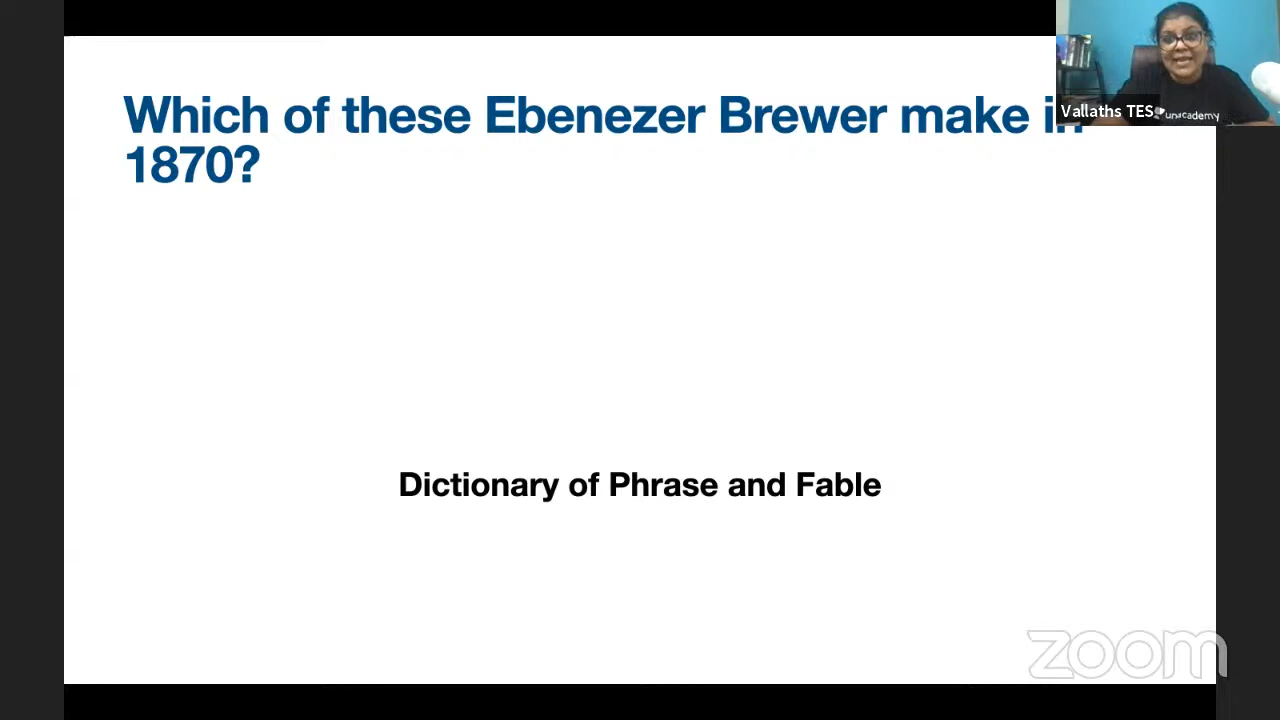 Which of these Ebenezer Brewer make in
1870?
Vallaths TES
unacademy
Dictionary of Phrase and Fable
zoom